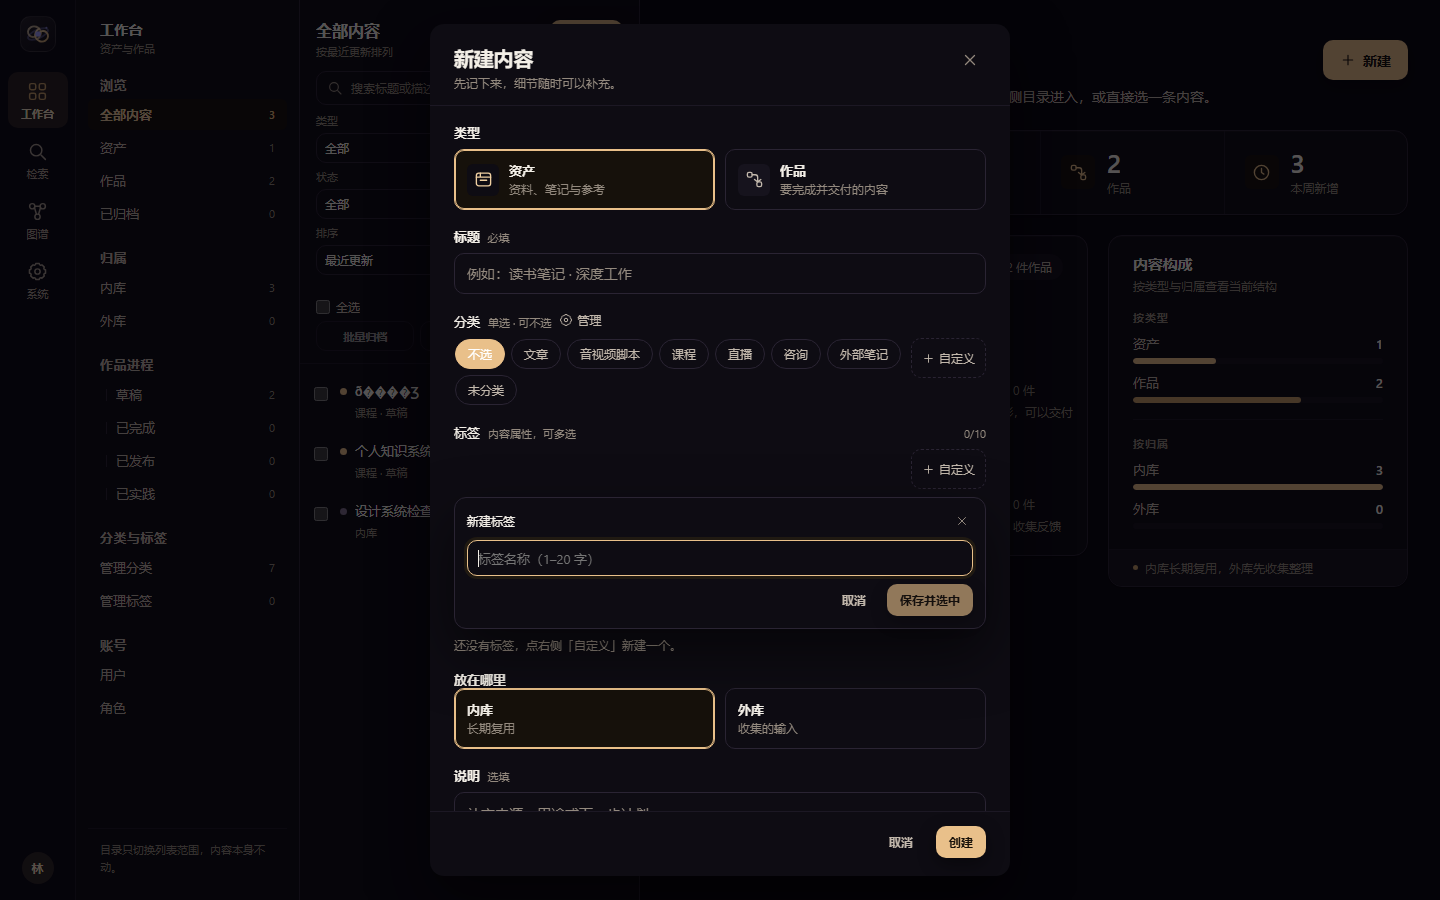 工作台
检索
图谱
系统
林
工作台
资产与作品
浏览
全部内容 3
资产 1
作品 2
已归档 0
归属
内库 3
外库 0
作品进程
草稿 2
已完成 0
已发布 0
已实践 0
分类与标签
管理分类 7
管理标签 0
账号
用户
角色
目录只切换列表范围，内容本身不
动。
全部内容
按最近更新排列
搜索标题或描述
类型
全部
状态
全部
排序
最近更新
全选
批量归档
课程 · 草稿
个人知识系统
课程 · 草稿
设计系统检查
内库
新建内容
先记下来，细节随时可以补充。
类型
资产
资料、笔记与参考
作品
要完成并交付的内容
标题 必填
例如：读书笔记 · 深度工作
分类 单选 · 可不选 管理
不选 文章 音视频脚本 课程 直播 咨询 外部笔记 + 自定义
未分类
标签 内容属性，可多选 0/10
+ 自定义
新建标签
标签名称（1–20 字）
取消 保存并选中
还没有标签，点右侧「自定义」新建一个。
放在哪里
内库
长期复用
外库
收集的输入
说明 选填
取消 创建
+ 新建
侧目录进入，或直接选一条内容。
2
作品
3
本周新增
件作品
0 件
，可以交付
0 件
收集反馈
内容构成
按类型与归属查看当前结构
按类型
资产 1
作品 2
按归属
内库 3
外库 0
内库长期复用，外库先收集整理